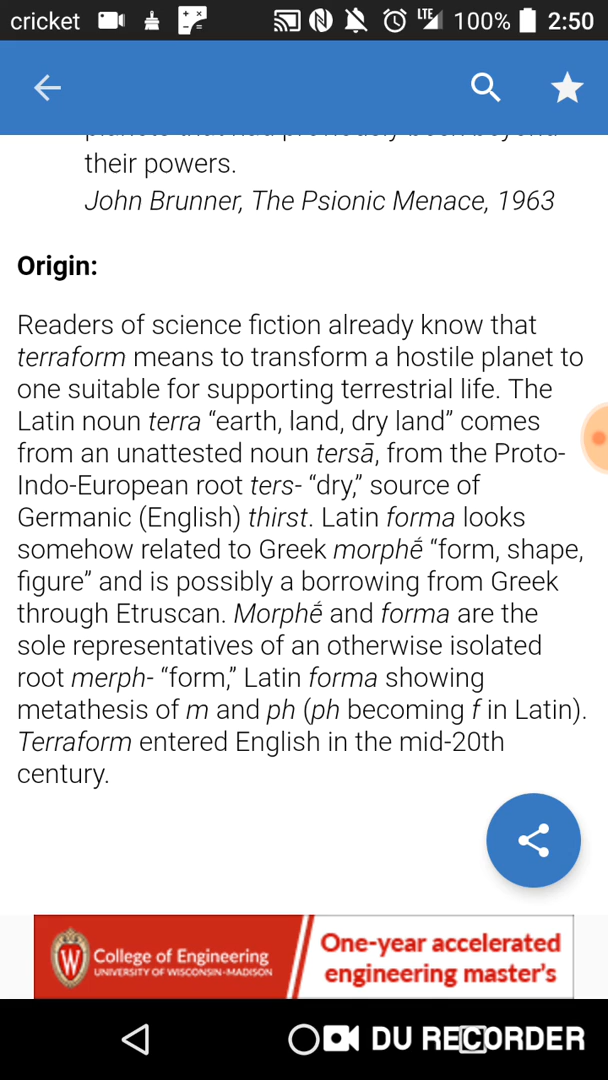 cricket LTE 100% 2:50
their powers.
John Brunner, The Psionic Menace, 1963
Origin:
Readers of science fiction already know that
terraform means to transform a hostile planet to
one suitable for supporting terrestrial life. The
Latin noun terra “earth, land, dry land” comes
from an unattested noun tersā, from the Proto-
Indo-European root ters- “dry,” source of
Germanic (English) thirst. Latin forma looks
somehow related to Greek morphḗ “form, shape,
figure” and is possibly a borrowing from Greek
through Etruscan. Morphḗ and forma are the
sole representatives of an otherwise isolated
root merph- “form,” Latin forma showing
metathesis of m and ph (ph becoming f in Latin).
Terraform entered English in the mid-20th
century.
W College of Engineering
UNIVERSITY OF WISCONSIN-MADISON
One-year accelerated
engineering master's
DU RECORDER